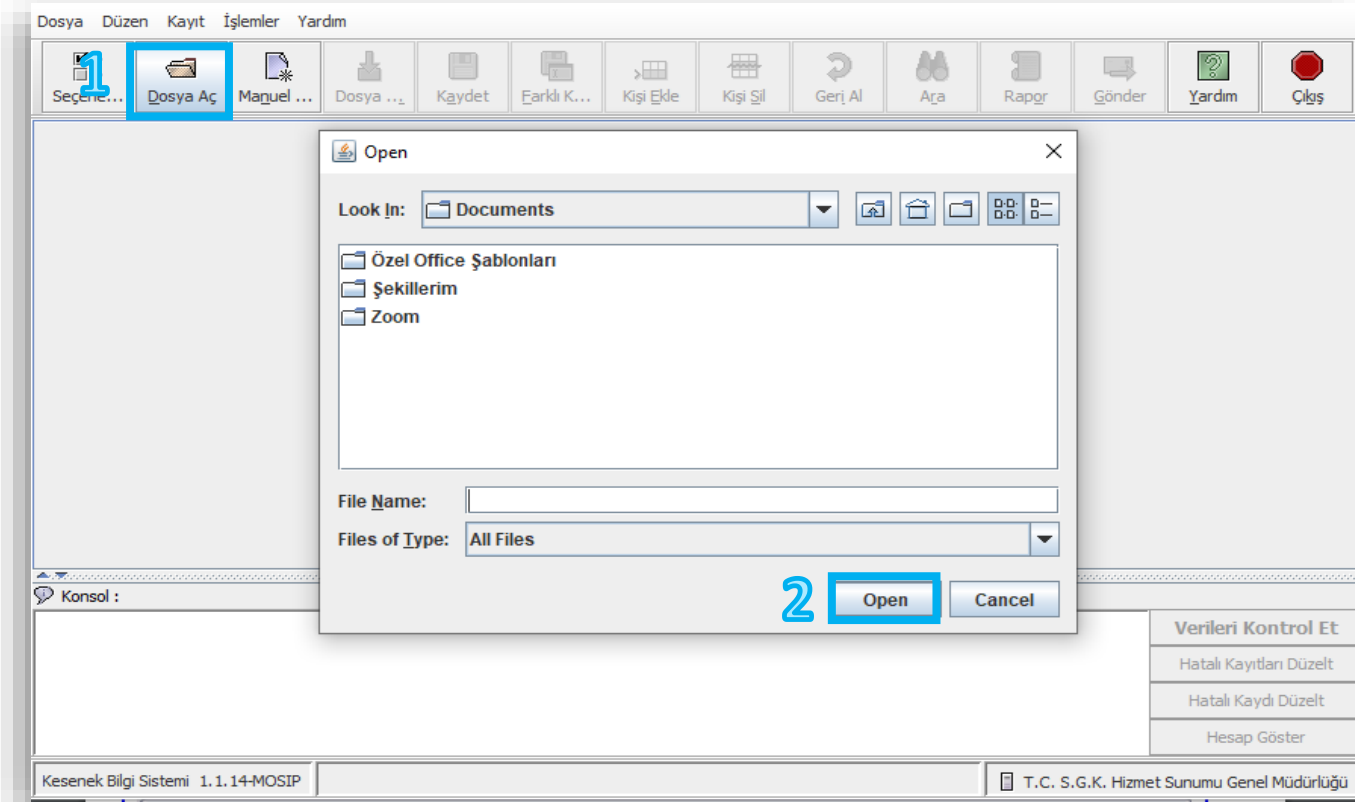 Dosya Düzen Kayıt İşlemler Yardım
1
Seçene... Dosya Aç Manuel ... Dosya ... Kaydet Farklı K... Kişi Ekle Kişi Sil Geri Al Ara Rapor Gönder Yardım Çıkış
Open
Look In: Documents
Özel Office Şablonları
Şekillerim
Zoom
File Name:
Files of Type: All Files
2 Open Cancel
Konsol :
Verileri Kontrol Et
Hatalı Kayıtları Düzelt
Hatalı Kaydı Düzelt
Hesap Göster
Kesenek Bilgi Sistemi 1.1.14-MOSIP T.C. S.G.K. Hizmet Sunumu Genel Müdürlüğü